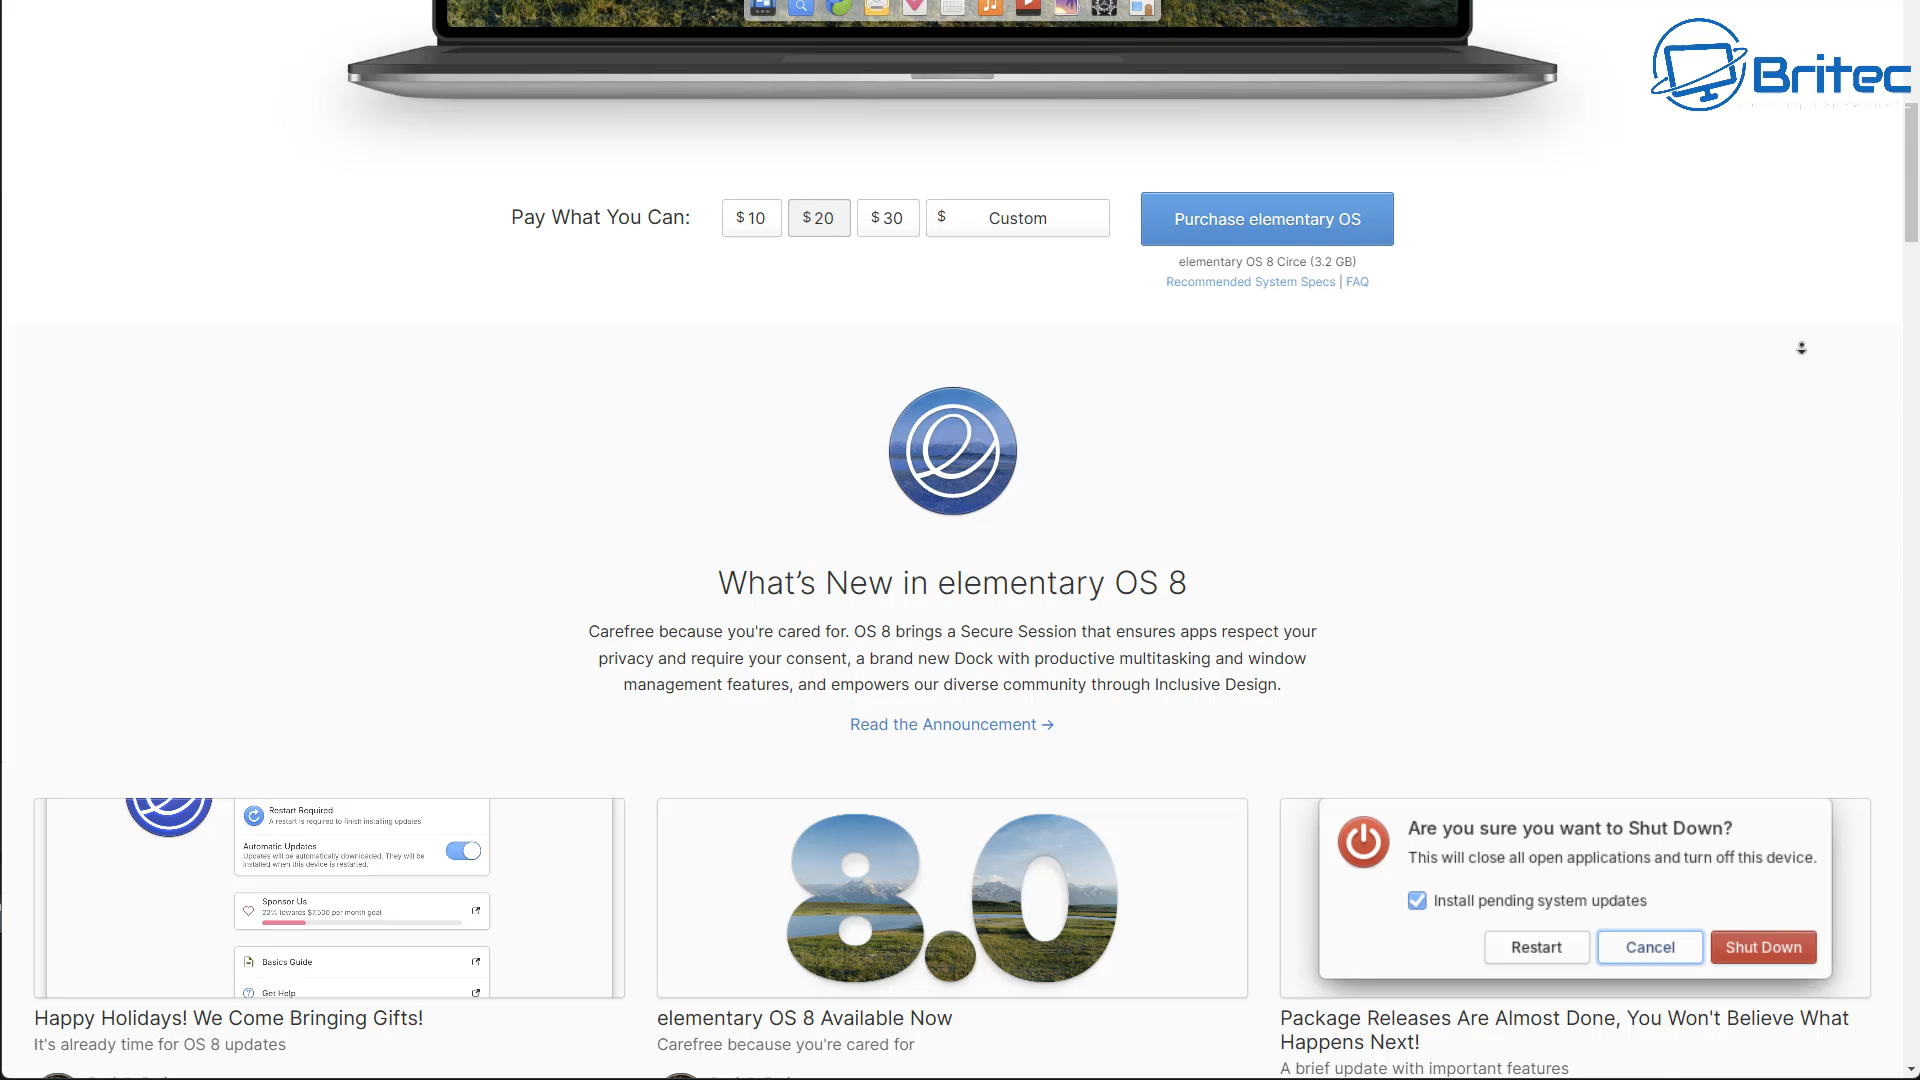 Britec
Pay What You Can:
$ 10
$ 20
$ 30
$ Custom
Purchase elementary OS
elementary OS 8 Circe (3.2 GB)
Recommended System Specs | FAQ
What’s New in elementary OS 8
Carefree because you're cared for. OS 8 brings a Secure Session that ensures apps respect your
privacy and require your consent, a brand new Dock with productive multitasking and window
management features, and empowers our diverse community through Inclusive Design.
Read the Announcement →
Restart Required
A restart is required to finish installing updates
Automatic Updates
Updates will be automatically downloaded. They will be
installed when this device is restarted.
Sponsor Us
22% towards $7,500 per month goal
Basics Guide
Get Help
8.0
Are you sure you want to Shut Down?
This will close all open applications and turn off this device.
Install pending system updates
Restart
Cancel
Shut Down
Happy Holidays! We Come Bringing Gifts!
It's already time for OS 8 updates
elementary OS 8 Available Now
Carefree because you're cared for
Package Releases Are Almost Done, You Won't Believe What
Happens Next!
A brief update with important features